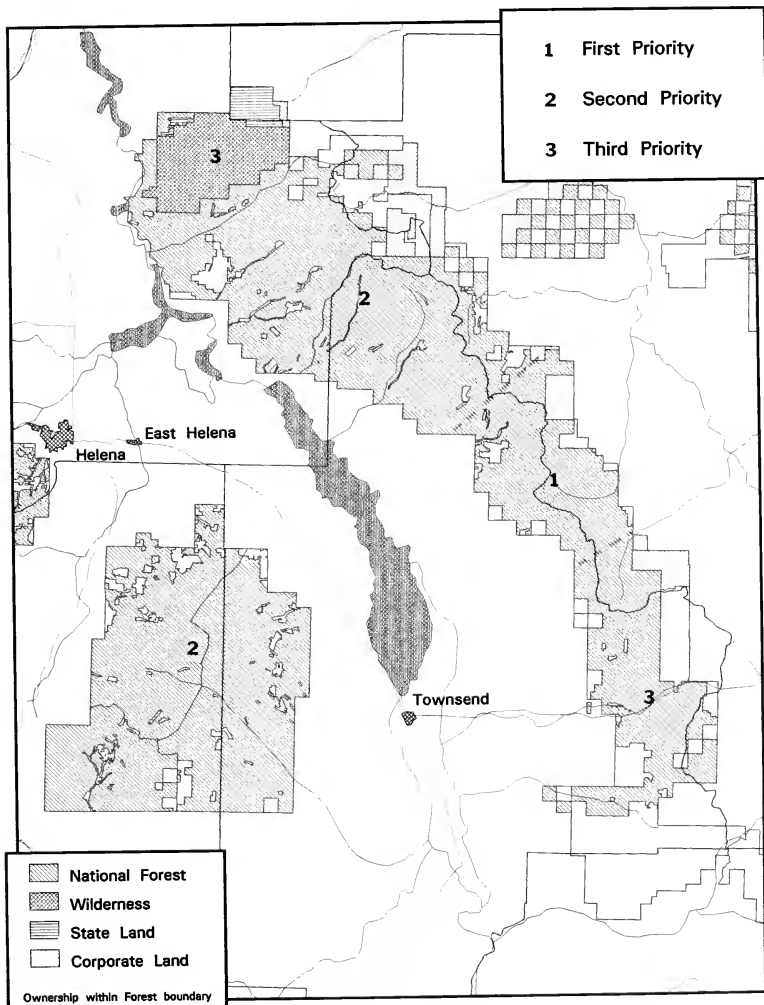 1 First Priority
2 Second Priority
3 Third Priority
3
2
1
East Helena
Helena
2
Townsend
3
National Forest
Wilderness
State Land
Corporate Land
Ownership within Forest boundary